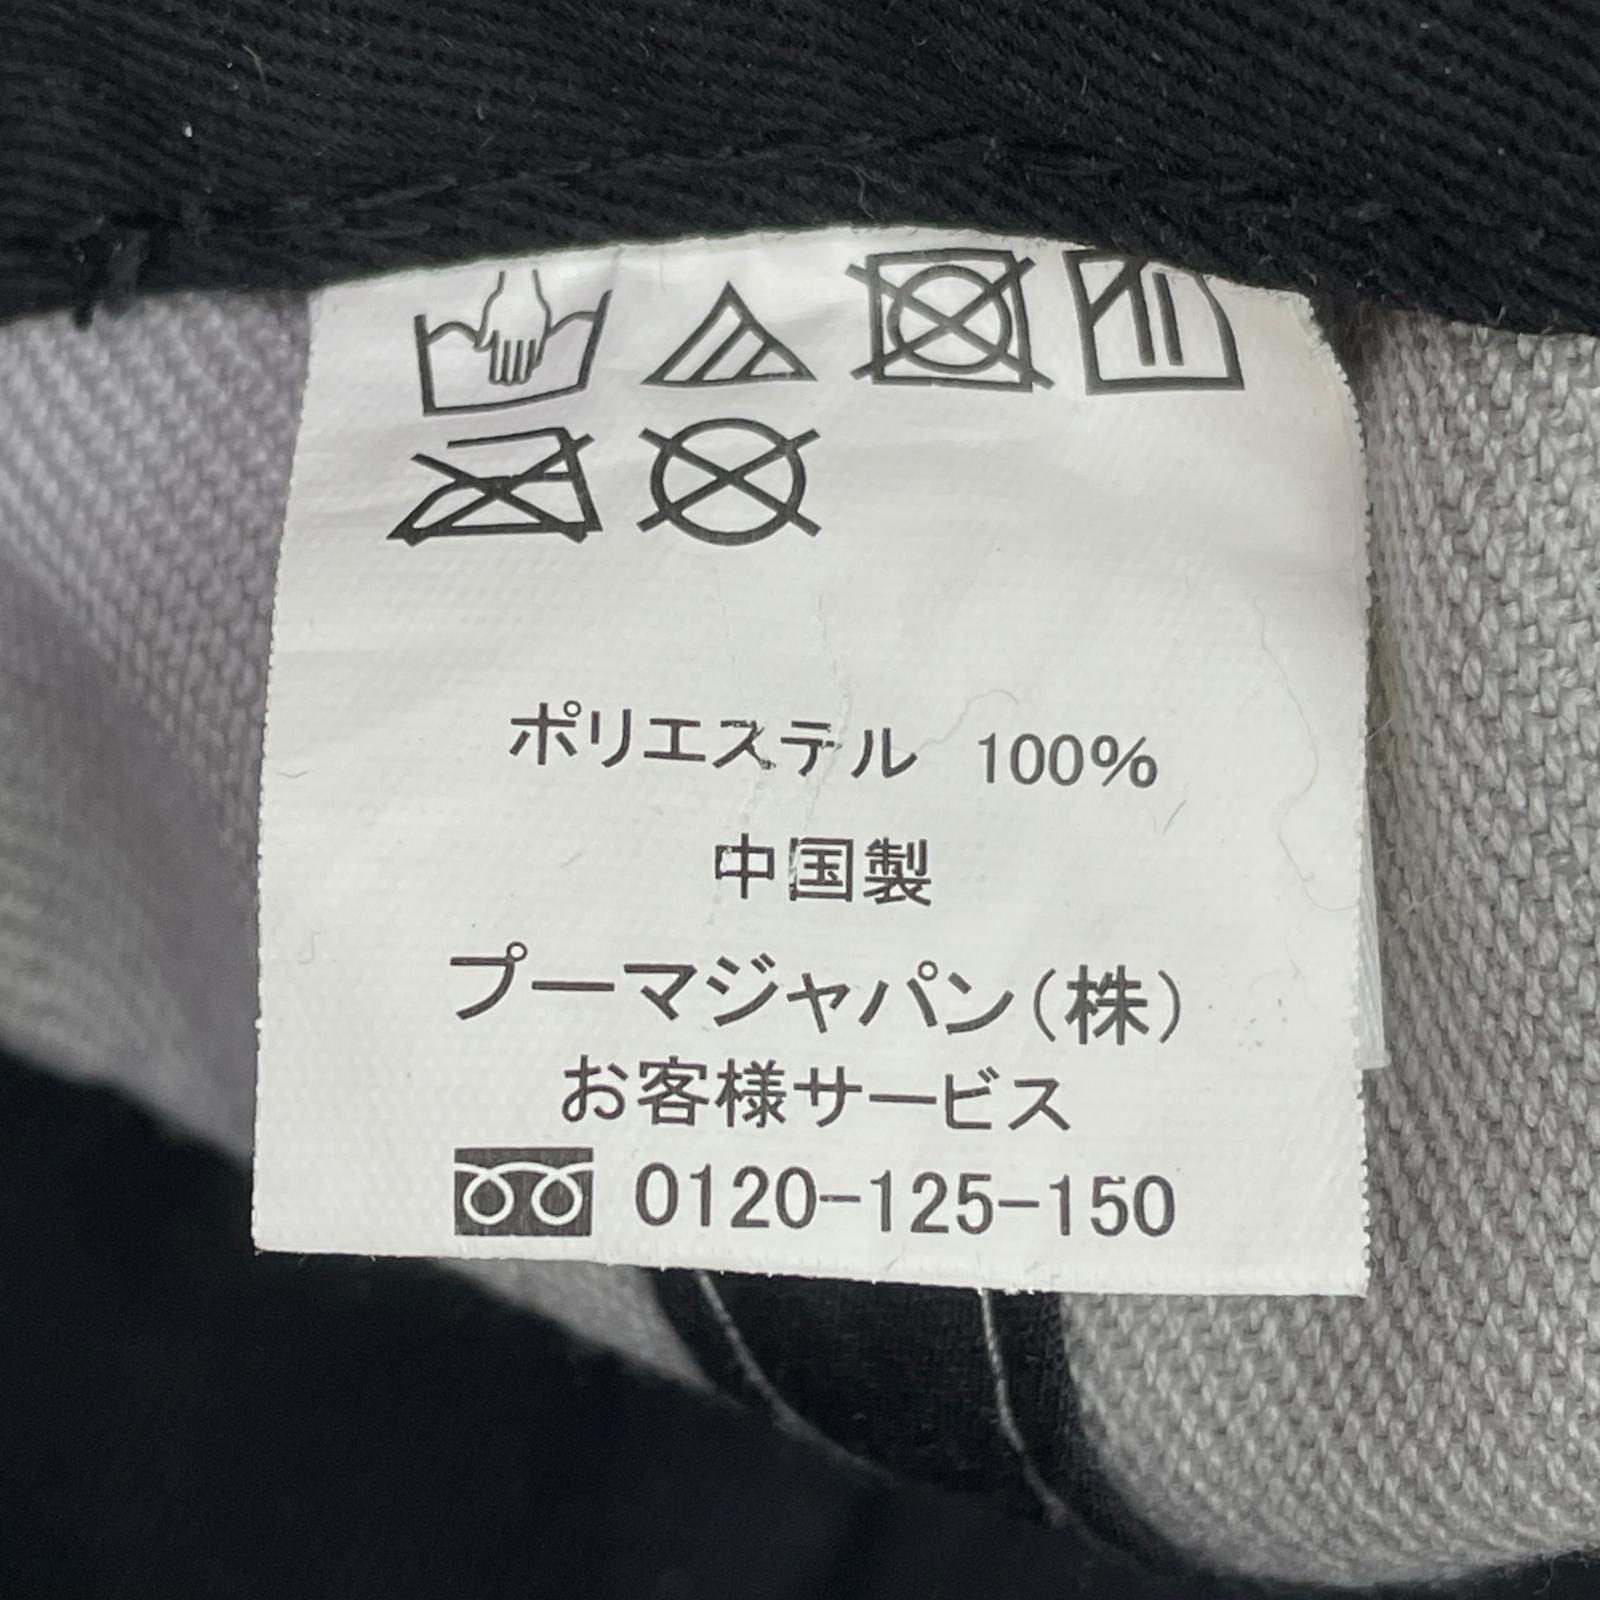 ポリエステル 100%
中国製
プーマジャパン(株)
お客様サービス
0120-125-150